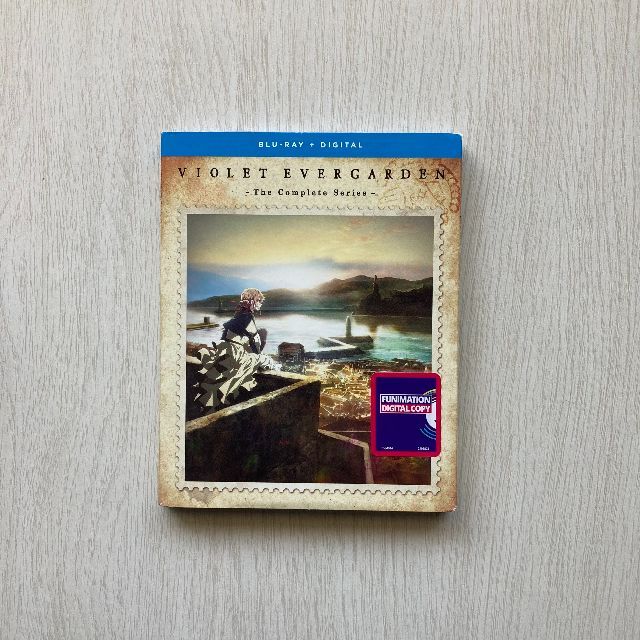 BLU-RAY + DIGITAL
VIOLET EVERGARDEN
- The Complete Series -
FUNIMATION
DIGITAL COPY